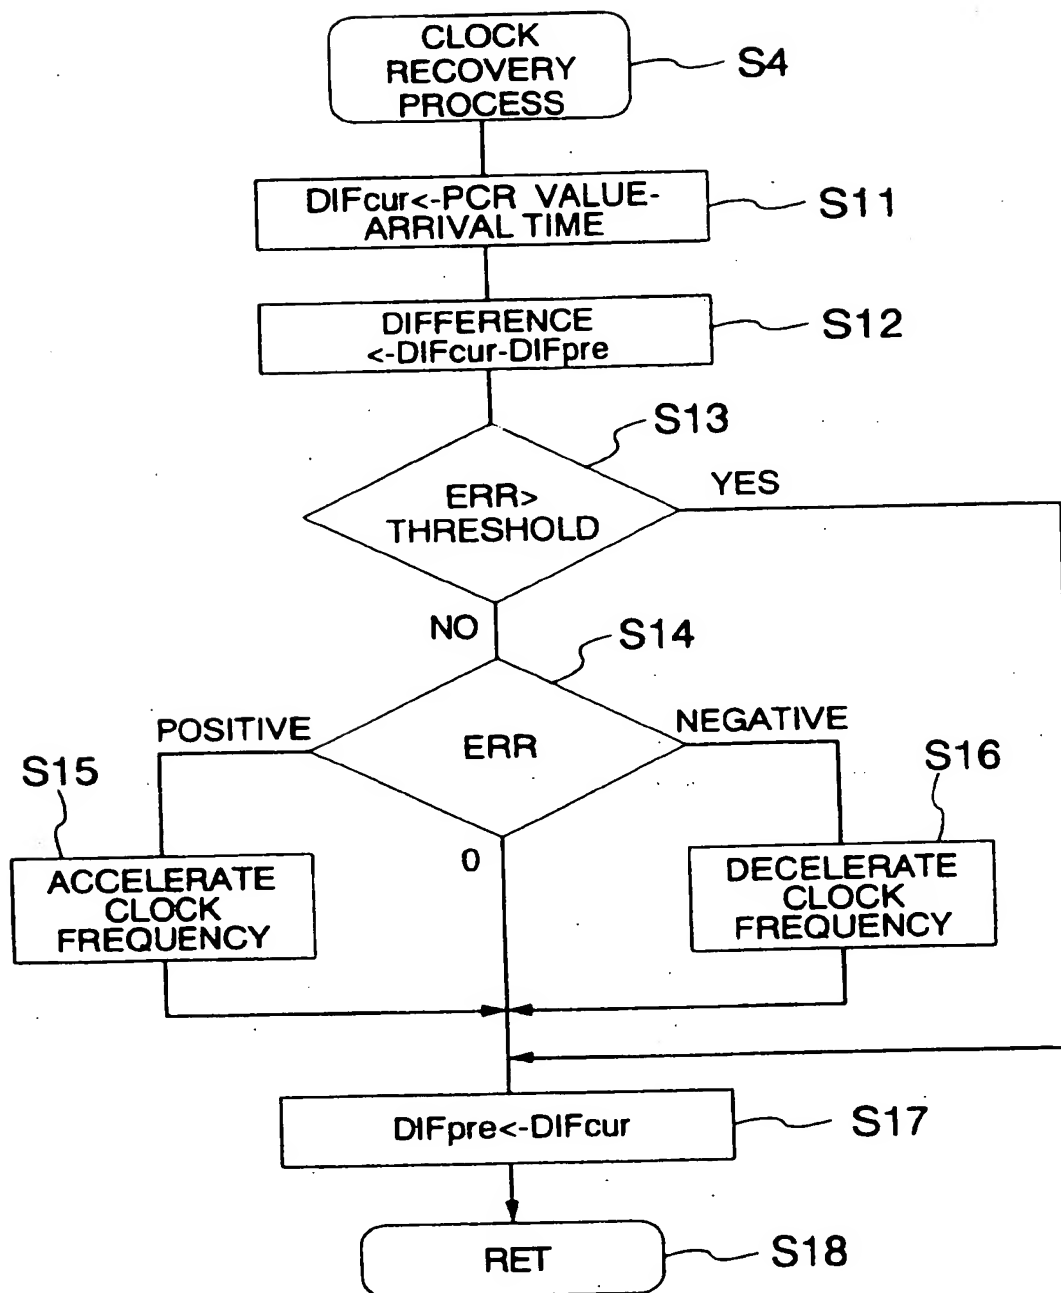 CLOCK
RECOVERY
PROCESS
S4
DIFcur<-PCR VALUE-
ARRIVAL TIME
S11
DIFFERENCE
<-DIFcur-DIFpre
S12
S13
ERR>
THRESHOLD
YES
NO
S14
POSITIVE
ERR
NEGATIVE
S15
S16
0
ACCELERATE
CLOCK
FREQUENCY
DECELERATE
CLOCK
FREQUENCY
DIFpre<-DIFcur
S17
RET
S18